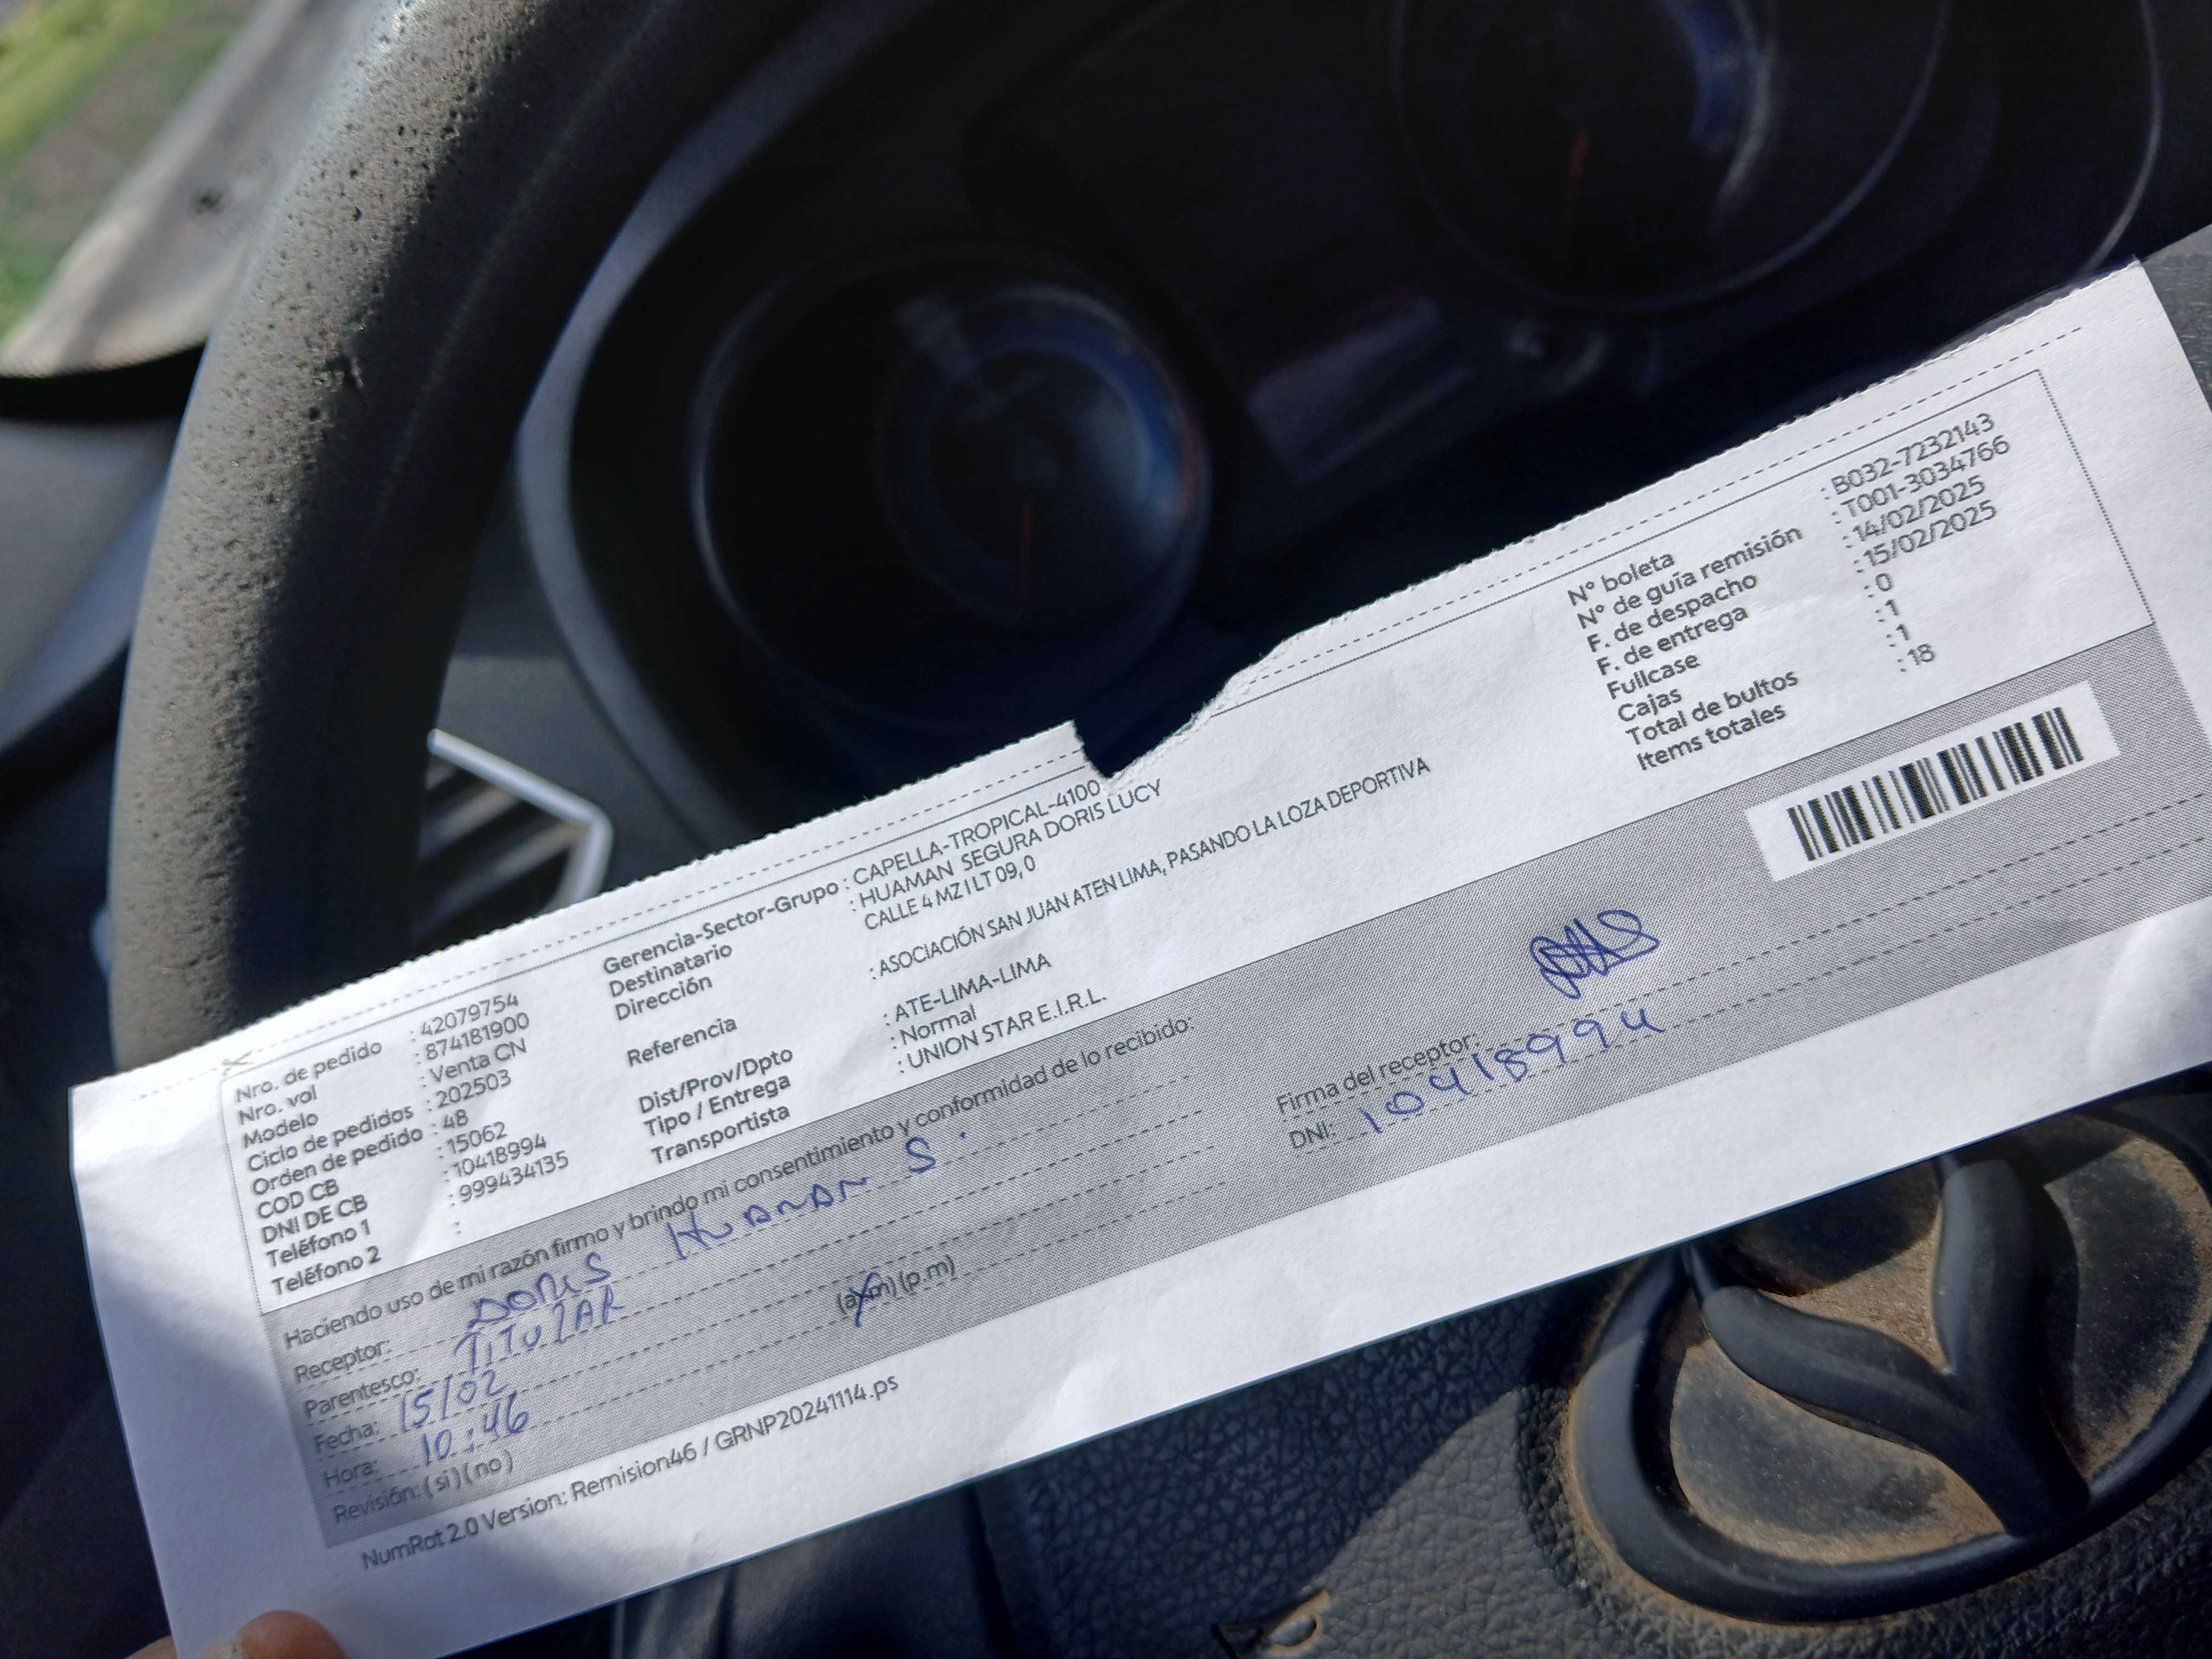 Nro. de pedido : 42079754
Nro. vol : 874181900
Modelo : Venta CN
Ciclo de pedidos : 202503
Orden de pedido : 48
COD CB : 15062
DNI DE CB : 10418994
Teléfono 1 : 999434135
Teléfono 2 :
Gerencia-Sector-Grupo : CAPELLA-TROPICAL-4100
Destinatario : HUAMAN SEGURA DORIS LUCY
Dirección CALLE 4 MZ I LT 09, 0
Referencia : ASOCIACIÓN SAN JUAN ATEN LIMA, PASANDO LA LOZA DEPORTIVA
Dist/Prov/Dpto : ATE-LIMA-LIMA
Tipo / Entrega : Normal
Transportista : UNION STAR E.I.R.L.
N° boleta : B032-7232143
N° de guía remisión : T001-3034766
F. de despacho : 14/02/2025
F. de entrega : 15/02/2025
Fullcase : 0
Cajas : 1
Total de bultos : 1
Items totales : 18
Haciendo uso de mi razón firmo y brindo mi consentimiento y conformidad de lo recibido:
Receptor: DORIS HUAMAN S.
Parentesco: TITULAR
Fecha: 15/02
Hora: 10:46 (a.m) (p.m)
Revisión: (si) (no)
Firma del receptor:
DNI: 10418994
NumRot 2.0 Version: Remision46 / GRNP20241114.ps